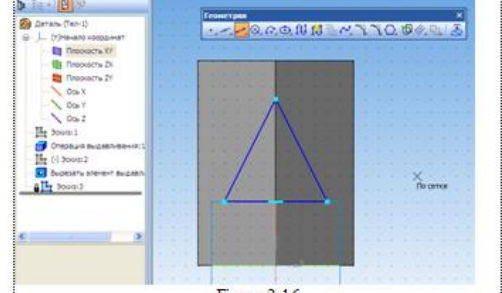 Геометрия
Деталь (Тел-1)
(т)Начало координат
Плоскость XY
Плоскость ZX
Плоскость ZY
Ось X
Ось Y
Ось Z
Эскиз:1
Операция выдавливания:1
(-) Эскиз:2
Вырезать элемент выдавли
Эскиз:3
По сетке